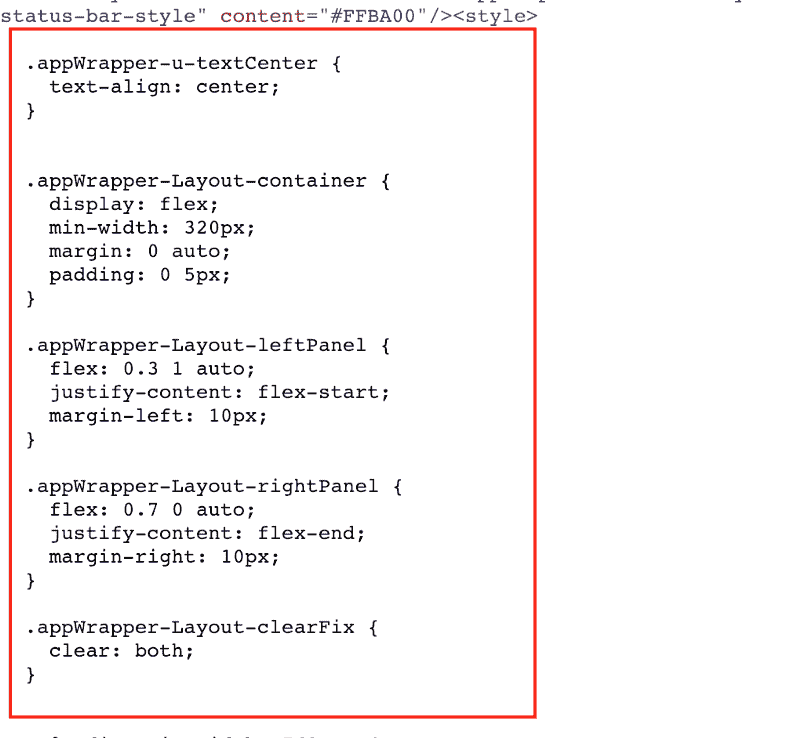 status-bar-style" content="#FFBA00"/><style>
.appWrapper-u-textCenter {
text-align: center;
}
.appWrapper-Layout-container {
display: flex;
min-width: 320px;
margin: 0 auto;
padding: 0 5px;
}
.appWrapper-Layout-leftPanel {
flex: 0.3 1 auto;
justify-content: flex-start;
margin-left: 10px;
}
.appWrapper-Layout-rightPanel {
flex: 0.7 0 auto;
justify-content: flex-end;
margin-right: 10px;
}
.appWrapper-Layout-clearFix {
clear: both;
}